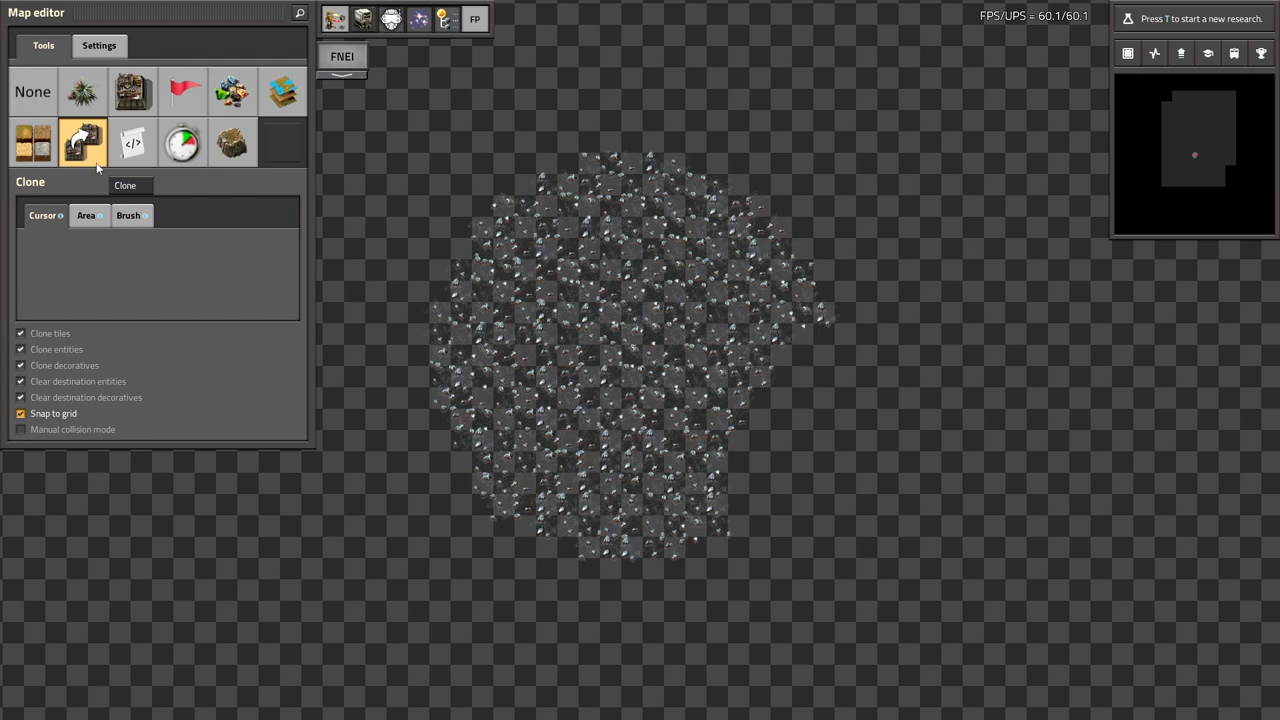 Map editor
Tools
Settings
None
Clone
Clone
Cursor
Area
Brush
Clone tiles
Clone entities
Clone decoratives
Clear destination entities
Clear destination decoratives
Snap to grid
Manual collision mode
FP
FNEI
FPS/UPS = 60.1/60.1
Press T to start a new research.